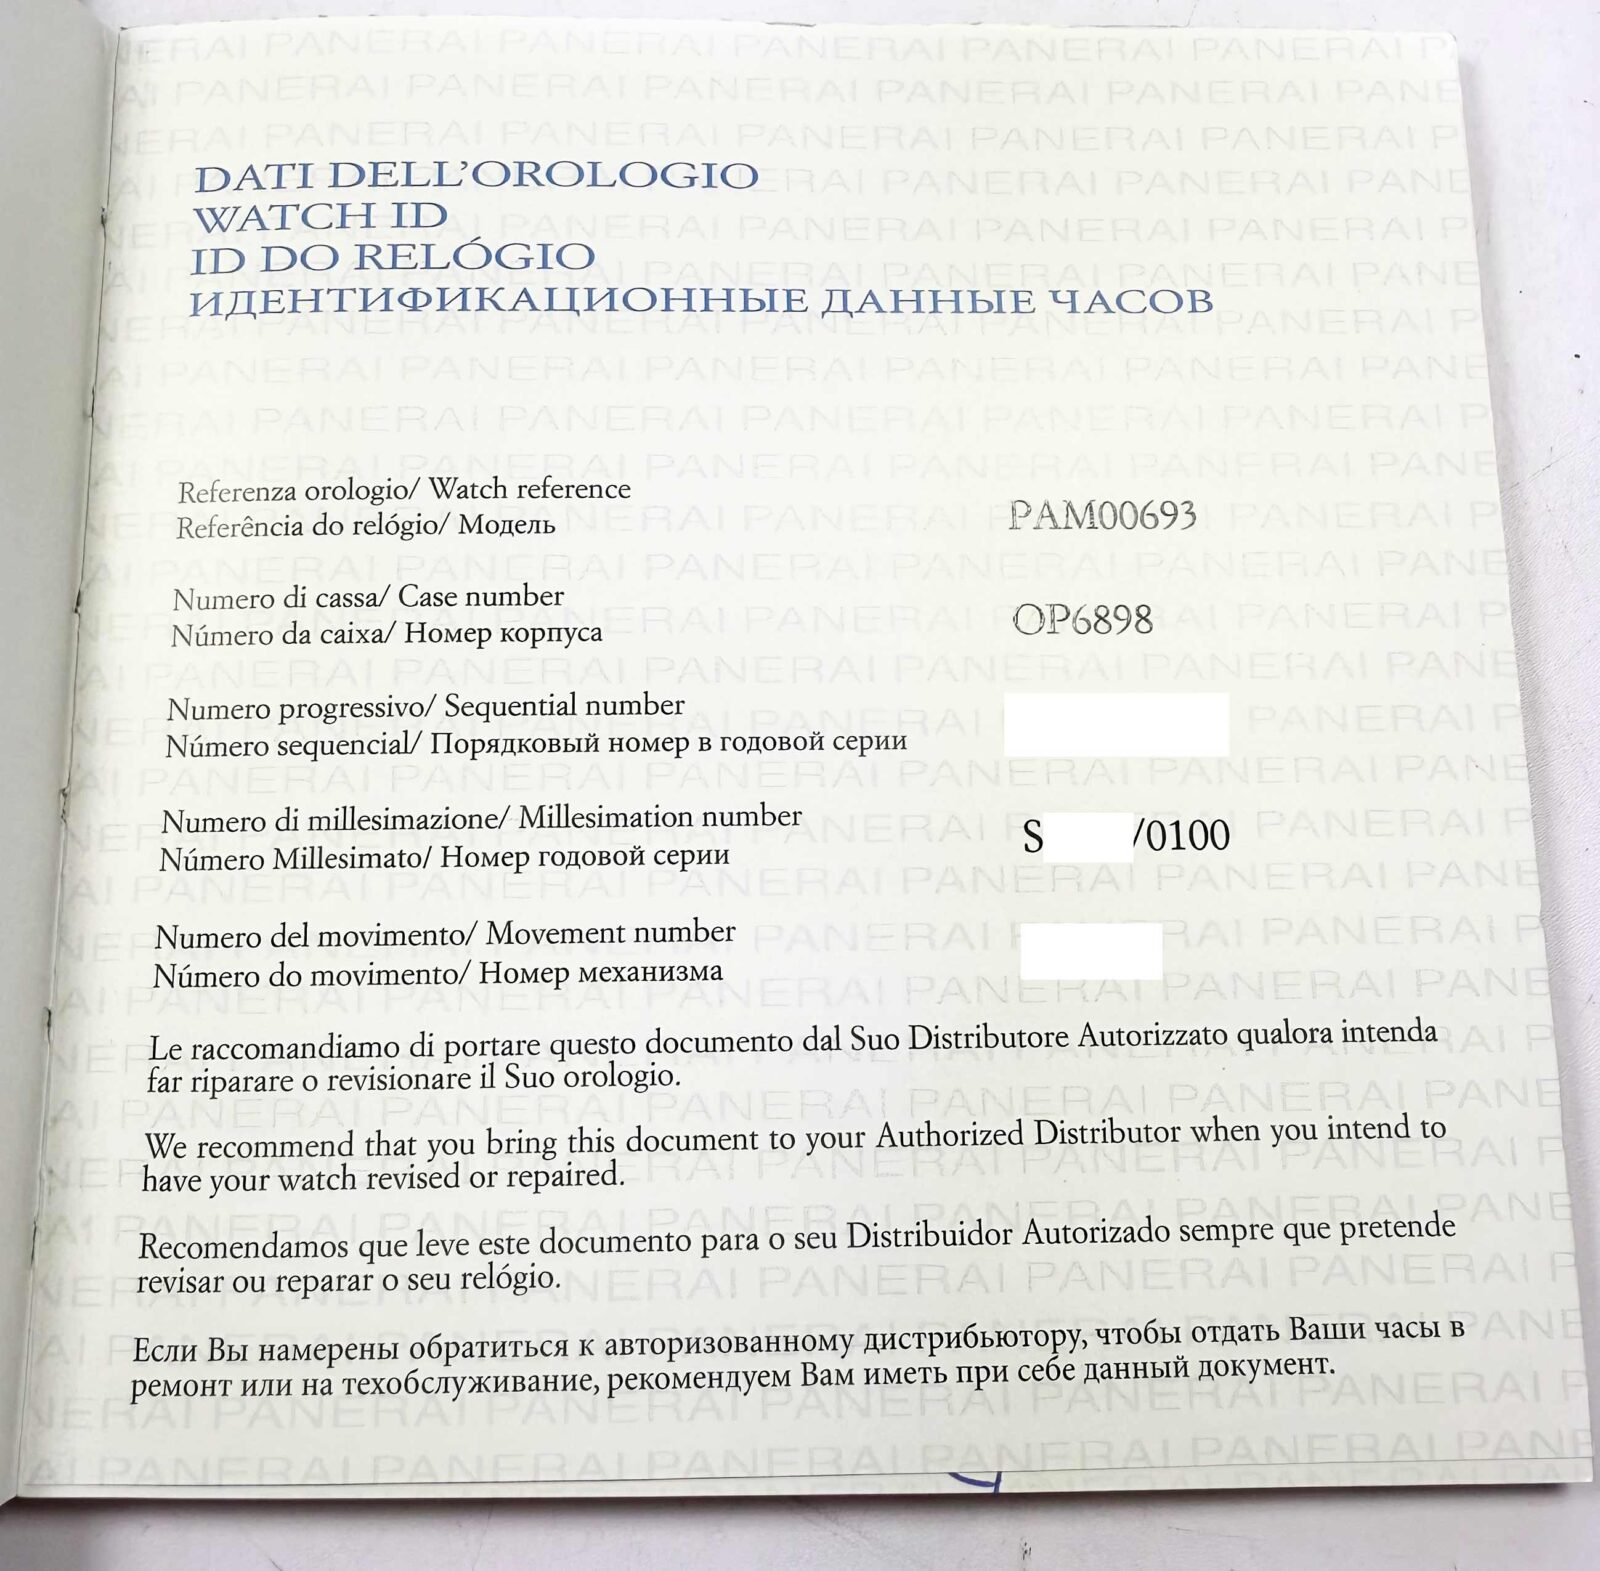 DATI DELL'OROLOGIO
WATCH ID
ID DO RELÓGIO
ИДЕНТИФИКАЦИОННЫЕ ДАННЫЕ ЧАСОВ
Referenza orologio/ Watch reference
Referência do relógio/ Модель
PAM00693
Numero di cassa/ Case number
Número da caixa/ Номер корпуса
OP6898
Numero progressivo/ Sequential number
Número sequencial/ Порядковый номер в годовой серии
Numero di millesimazione/ Millesimation number
Número Millesimato/ Номер годовой серии
S /0100
Numero del movimento/ Movement number
Número do movimento/ Номер механизма
Le raccomandiamo di portare questo documento dal Suo Distributore Autorizzato qualora intenda
far riparare o revisionare il Suo orologio.
We recommend that you bring this document to your Authorized Distributor when you intend to
have your watch revised or repaired.
Recomendamos que leve este documento para o seu Distribuidor Autorizado sempre que pretende
revisar ou reparar o seu relógio.
Если Вы намерены обратиться к авторизованному дистрибьютору, чтобы отдать Ваши часы в
ремонт или на техобслуживание, рекомендуем Вам иметь при себе данный документ.